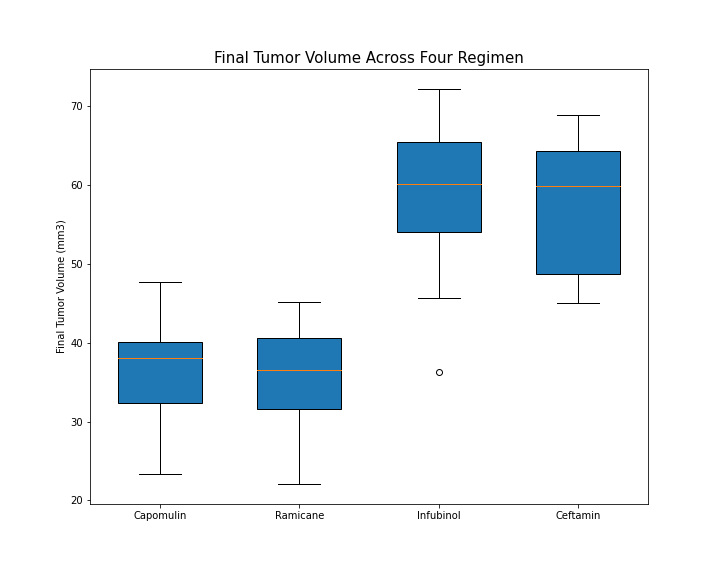 Final Tumor Volume Across Four Regimen
Final Tumor Volume (mm3)
70
60
50
40
30
20
Capomulin
Ramicane
Infubinol
Ceftamin